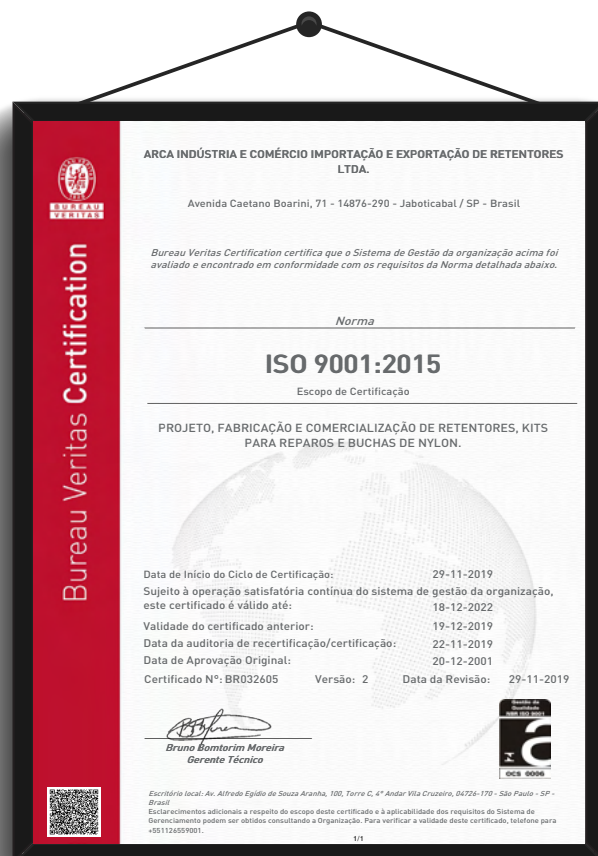 ARCA INDÚSTRIA E COMÉRCIO IMPORTAÇÃO E EXPORTAÇÃO DE RETENTORES
LTDA.
Avenida Caetano Boarini, 71 - 14876-290 - Jaboticabal / SP - Brasil
BUREAU
VERITAS
Bureau Veritas Certification
Bureau Veritas Certification certifica que o Sistema de Gestão da organização acima foi
avaliado e encontrado em conformidade com os requisitos da Norma detalhada abaixo.
Norma
ISO 9001:2015
Escopo de Certificação
PROJETO, FABRICAÇÃO E COMERCIALIZAÇÃO DE RETENTORES, KITS
PARA REPAROS E BUCHAS DE NYLON.
Data de Início do Ciclo de Certificação: 29-11-2019
Sujeito à operação satisfatória contínua do sistema de gestão da organização,
este certificado é válido até: 18-12-2022
Validade do certificado anterior: 19-12-2019
Data da auditoria de recertificação/certificação: 22-11-2019
Data de Aprovação Original: 20-12-2001
Certificado Nº: BR032605 Versão: 2 Data da Revisão: 29-11-2019
Bruno Bomtorim Moreira
Gerente Técnico
Gestão da
Qualidade
NBR ISO 9001
OCS 0006
Escritório local: Av. Alfredo Egídio de Souza Aranha, 100, Torre C, 4º Andar Vila Cruzeiro, 04726-170 - São Paulo - SP -
Brasil
Esclarecimentos adicionais a respeito do escopo deste certificado e à aplicabilidade dos requisitos do Sistema de
Gerenciamento podem ser obtidos consultando a Organização. Para verificar a validade deste certificado, telefone para
+551126559001.
1/1